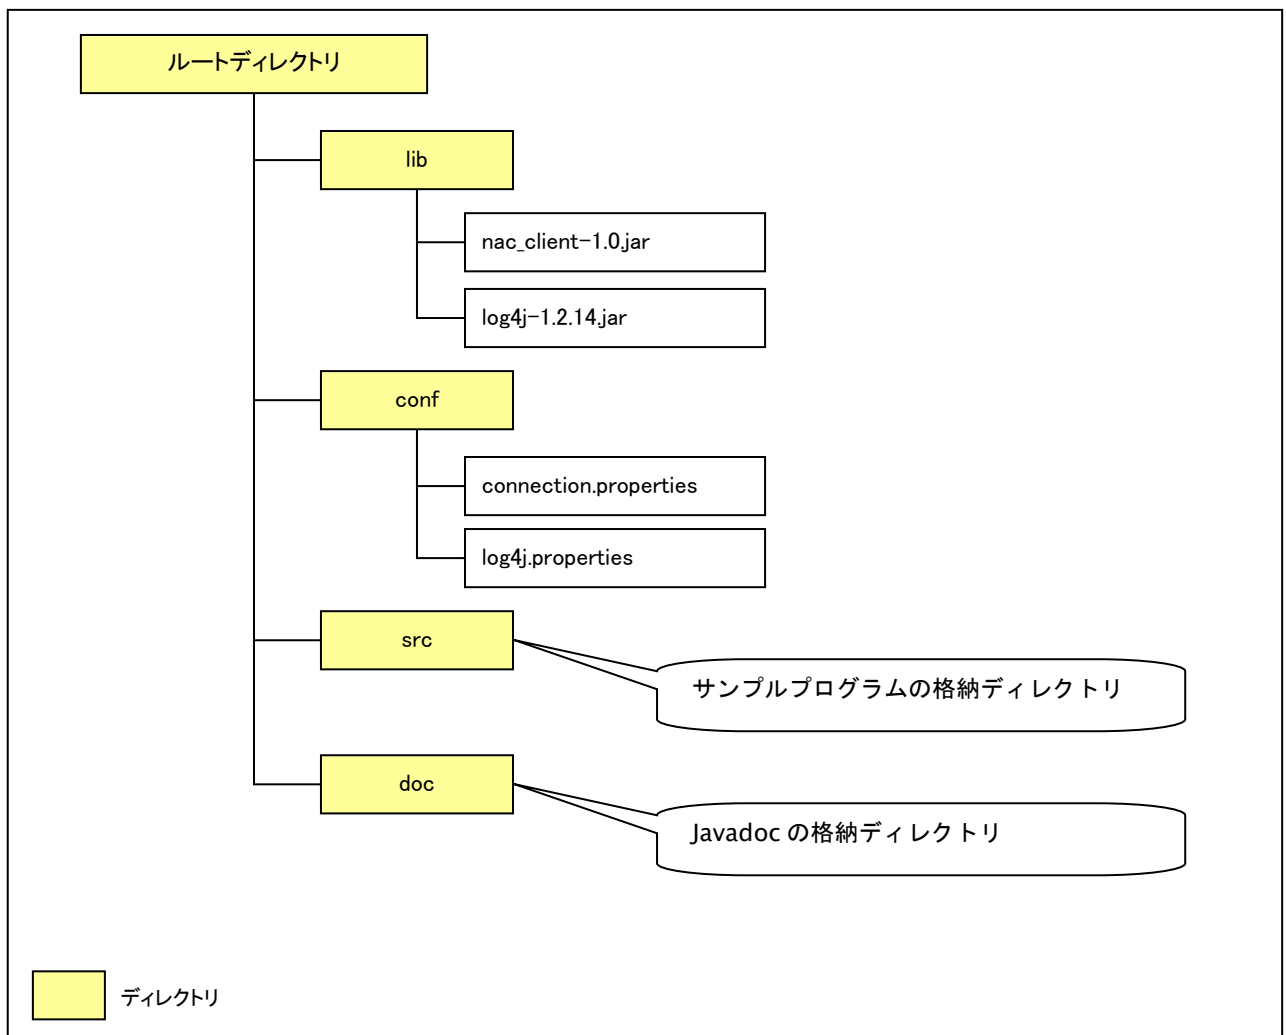 ルートディレクトリ
lib
nac_client-1.0.jar
log4j-1.2.14.jar
conf
connection.properties
log4j.properties
src
サンプルプログラムの格納ディレクトリ
doc
Javadoc の格納ディレクトリ
ディレクトリ